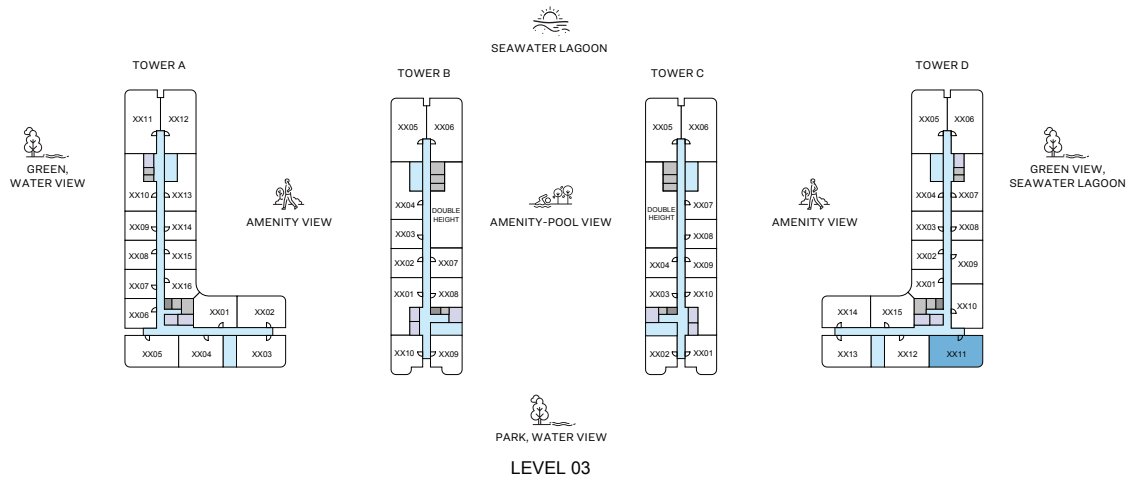 SEAWATER LAGOON
TOWER A
TOWER B
TOWER C
TOWER D
GREEN,
WATER VIEW
AMENITY VIEW
AMENITY-POOL VIEW
AMENITY VIEW
GREEN VIEW,
SEAWATER LAGOON
XX11 XX12
XX10 XX13
XX09 XX14
XX08 XX15
XX07 XX16
XX06 XX01 XX02
XX05 XX04 XX03
XX05 XX06
XX04 DOUBLE
HEIGHT
XX03
XX02 XX07
XX01 XX08
XX10 XX09
XX05 XX06
DOUBLE
HEIGHT XX07
XX08
XX04 XX09
XX03 XX10
XX02 XX01
XX05 XX06
XX04 XX07
XX03 XX08
XX02 XX09
XX01
XX14 XX15 XX10
XX13 XX12 XX11
PARK, WATER VIEW
LEVEL 03